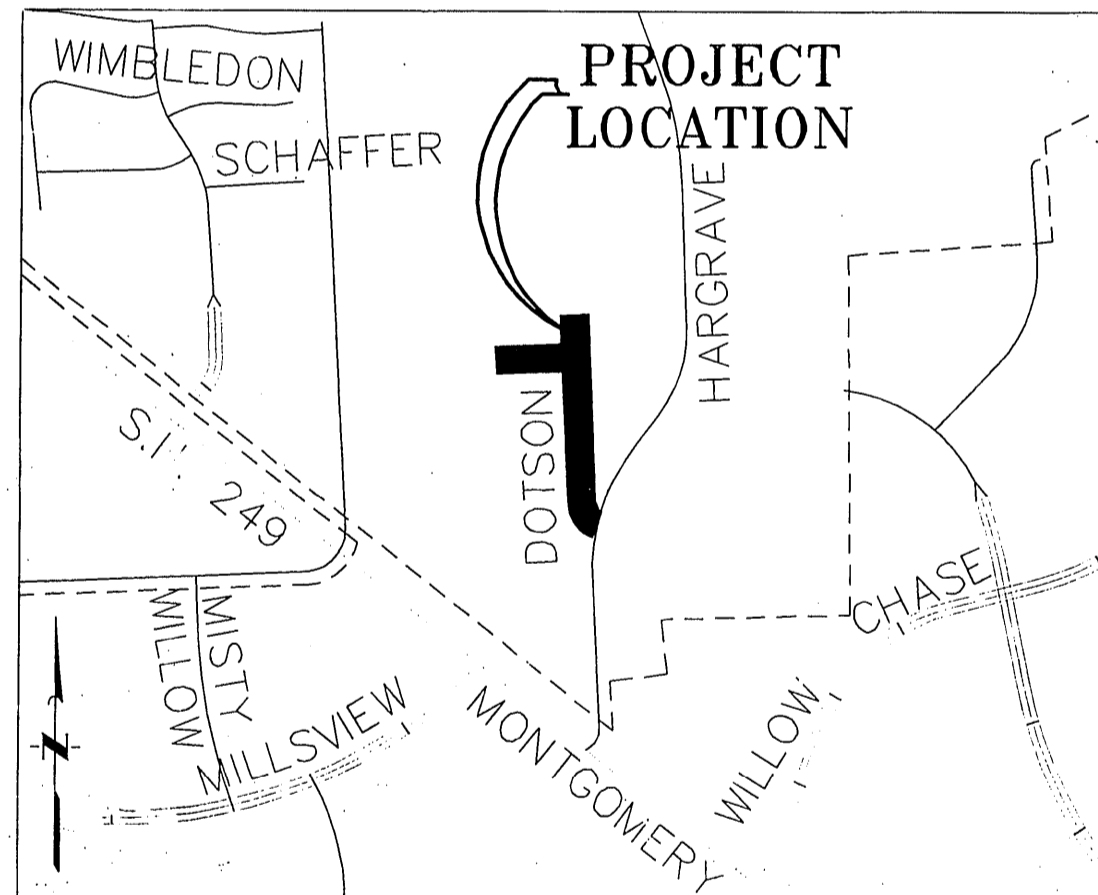 WIMBLEDON
PROJECT
LOCATION
SCHAFFER
HARGRAVE
DOTSON
249
CHASE
MISTY
WILLOW
MILLSVIEW
MONTGOMERY
WILLOW
N